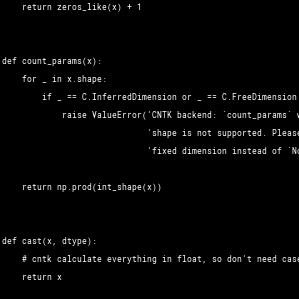 return zeros_like(x) + 1
def count_params(x):
for _ in x.shape:
if _ == C.InferredDimension or _ == C.FreeDimension
raise ValueError('CNTK backend: `count_params`
'shape is not supported. Please
'fixed dimension instead of `No
return np.prod(int_shape(x))
def cast(x, dtype):
# cntk calculate everything in float, so don't need case
return x